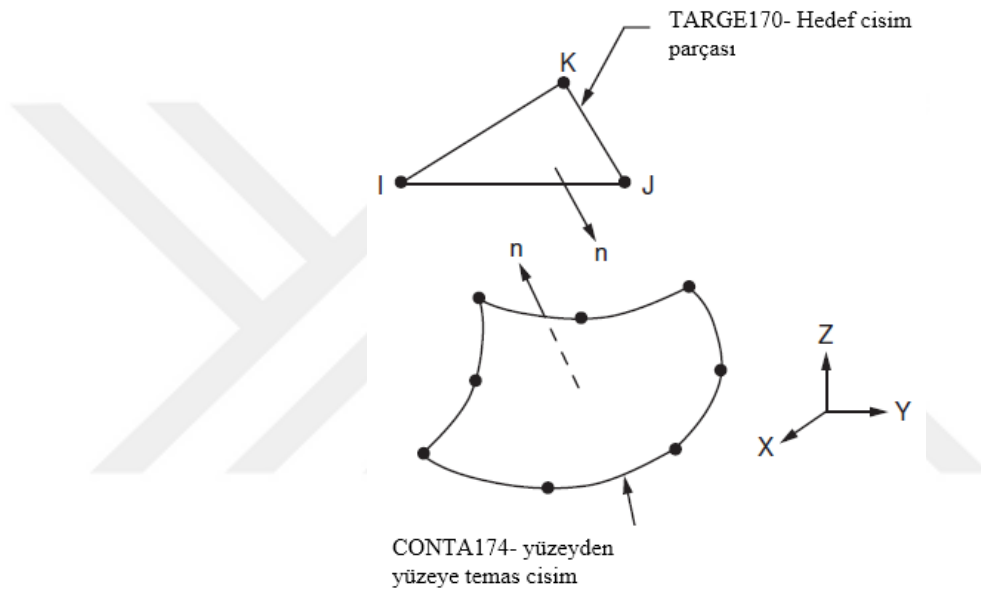 TARGE170- Hedef cisim
parçası
K
I
J
n
n
Z
Y
X
CONTA174- yüzeyden
yüzeye temas cisim